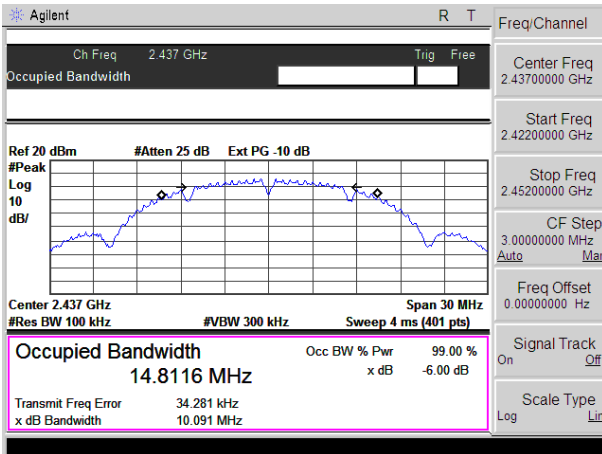 Agilent R T
Freq/Channel
Ch Freq 2.437 GHz Trig Free
Occupied Bandwidth
Center Freq
2.43700000 GHz
Start Freq
2.42200000 GHz
Stop Freq
2.45200000 GHz
CF Step
3.00000000 MHz
Auto Man
Freq Offset
0.00000000 Hz
Signal Track
On Off
Scale Type
Log Lin
Ref 20 dBm #Atten 25 dB Ext PG -10 dB
#Peak
Log
10
dB/
Center 2.437 GHz Span 30 MHz
#Res BW 100 kHz #VBW 300 kHz Sweep 4 ms (401 pts)
Occupied Bandwidth Occ BW % Pwr 99.00 %
14.8116 MHz x dB -6.00 dB
Transmit Freq Error 34.281 kHz
x dB Bandwidth 10.091 MHz